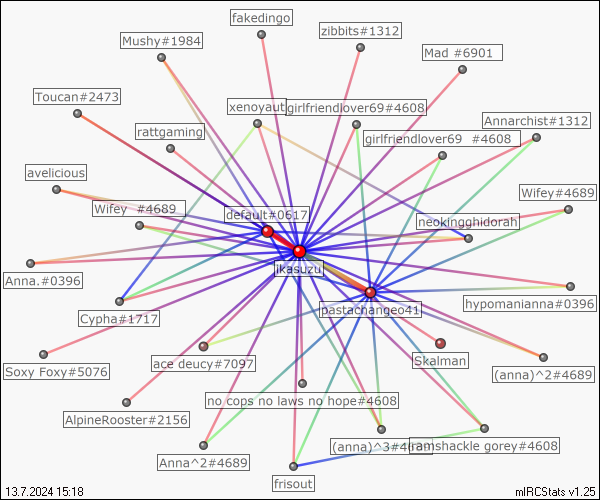 fakedingo
zibbits#1312
Mushy#1984
Mad #6901
Toucan#2473
xenoyaut
girlfriendlover69#4608
Annarchist#1312
rattgaming
girlfriendlover69 #4608
avelicious
Wifey#4689
Wifey #4689
default#0617
neokingghidorah
ikasuzu
Anna.#0396
hypomanianna#0396
pastachangeo41
Cypha#1717
Skalman
ace deucy#7097
Soxy Foxy#5076
(anna)^2#4689
no cops no laws no hope#4608
AlpineRooster#2156
(anna)^3#4
ramshackle gorey#4608
Anna^2#4689
frisout
13.7.2024 15:18
mIRCStats v1.25